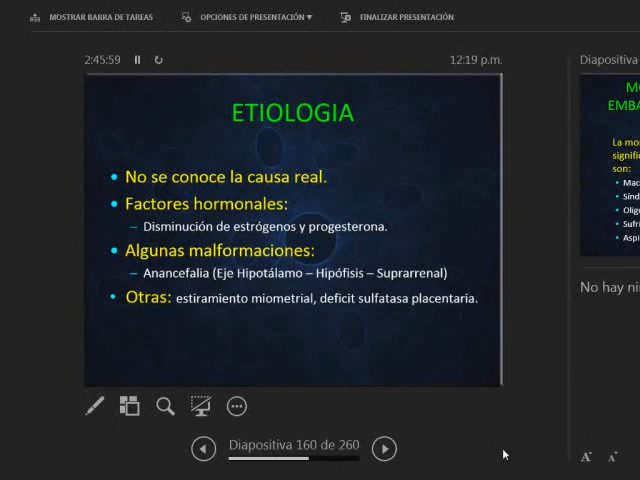 MOSTRAR BARRA DE TAREAS
OPCIONES DE PRESENTACIÓN ▼
FINALIZAR PRESENTACIÓN
2:45:59
12:19 p.m.
ETIOLOGIA
• No se conoce la causa real.
• Factores hormonales:
– Disminución de estrógenos y progesterona.
• Algunas malformaciones:
– Anancefalia (Eje Hipotálamo – Hipófisis – Suprarrenal)
• Otras: estiramiento miometrial, deficit sulfatasa placentaria.
Diapositiva 160 de 260
Diapositiva
La
son:
No hay
A A